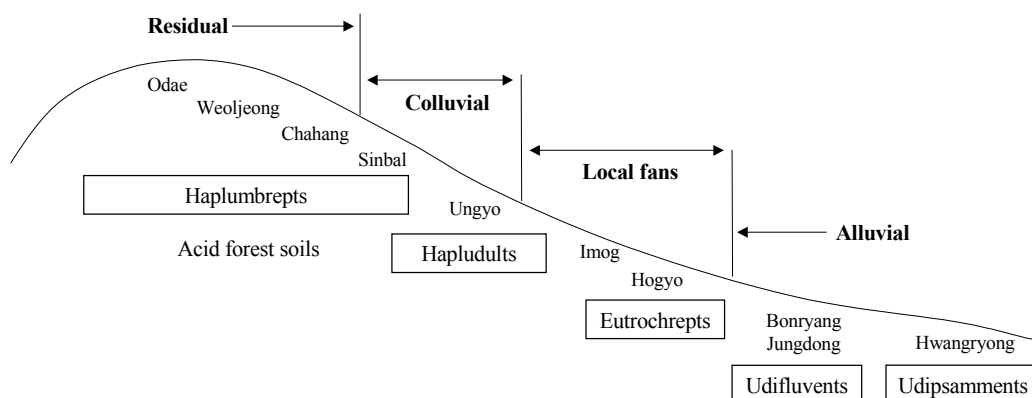 Residual
Colluvial
Odae
Weoljeong
Chahang
Sinbal
Local fans
Haplumbrepts
Ungyo
Acid forest soils
Hapludults
Alluvial
Imog
Hogyo
Eutrochrepts
Bonryang
Jungdong
Hwangryong
Udifluvents
Udipsamments